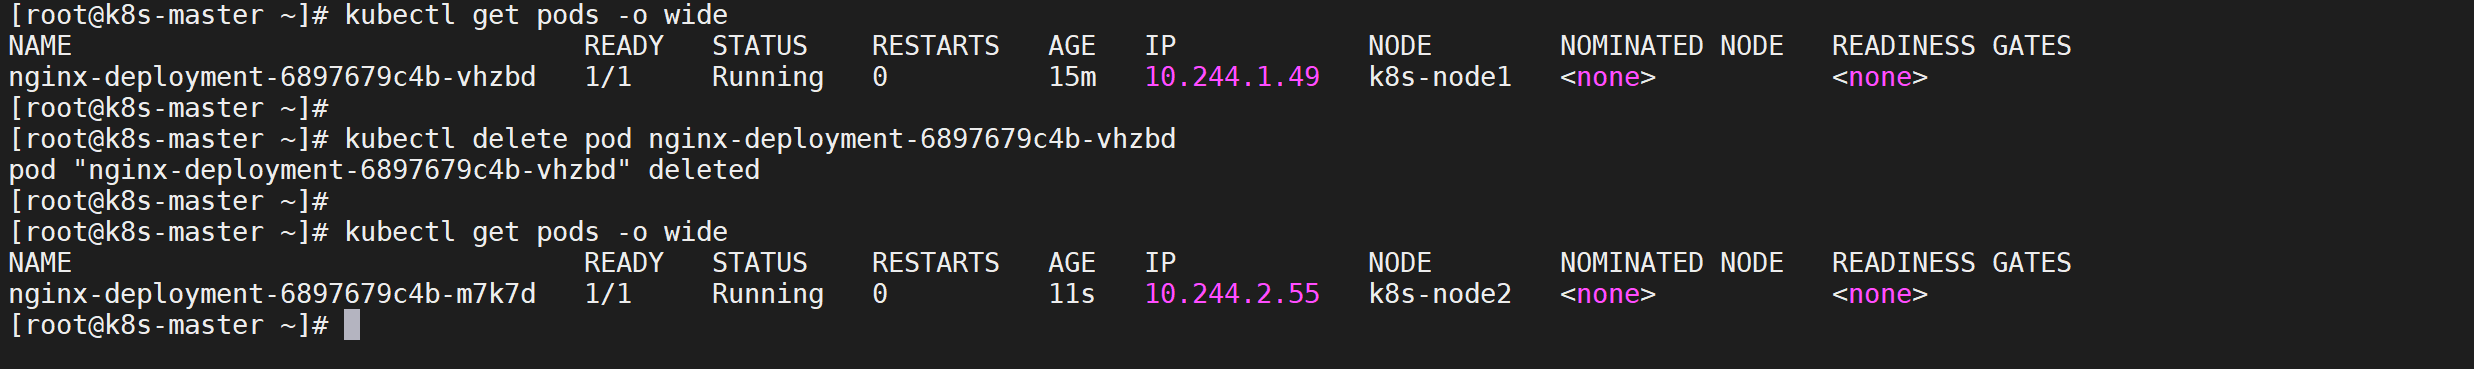 [root@k8s-master ~]# kubectl get pods -o wide
NAME                                READY   STATUS    RESTARTS   AGE   IP            NODE        NOMINATED NODE   READINESS GATES
nginx-deployment-6897679c4b-vhzbd   1/1     Running   0          15m   10.244.1.49   k8s-node1   <none>           <none>
[root@k8s-master ~]#
[root@k8s-master ~]# kubectl delete pod nginx-deployment-6897679c4b-vhzbd
pod "nginx-deployment-6897679c4b-vhzbd" deleted
[root@k8s-master ~]#
[root@k8s-master ~]# kubectl get pods -o wide
NAME                                READY   STATUS    RESTARTS   AGE   IP            NODE        NOMINATED NODE   READINESS GATES
nginx-deployment-6897679c4b-m7k7d   1/1     Running   0          11s   10.244.2.55   k8s-node2   <none>           <none>
[root@k8s-master ~]#